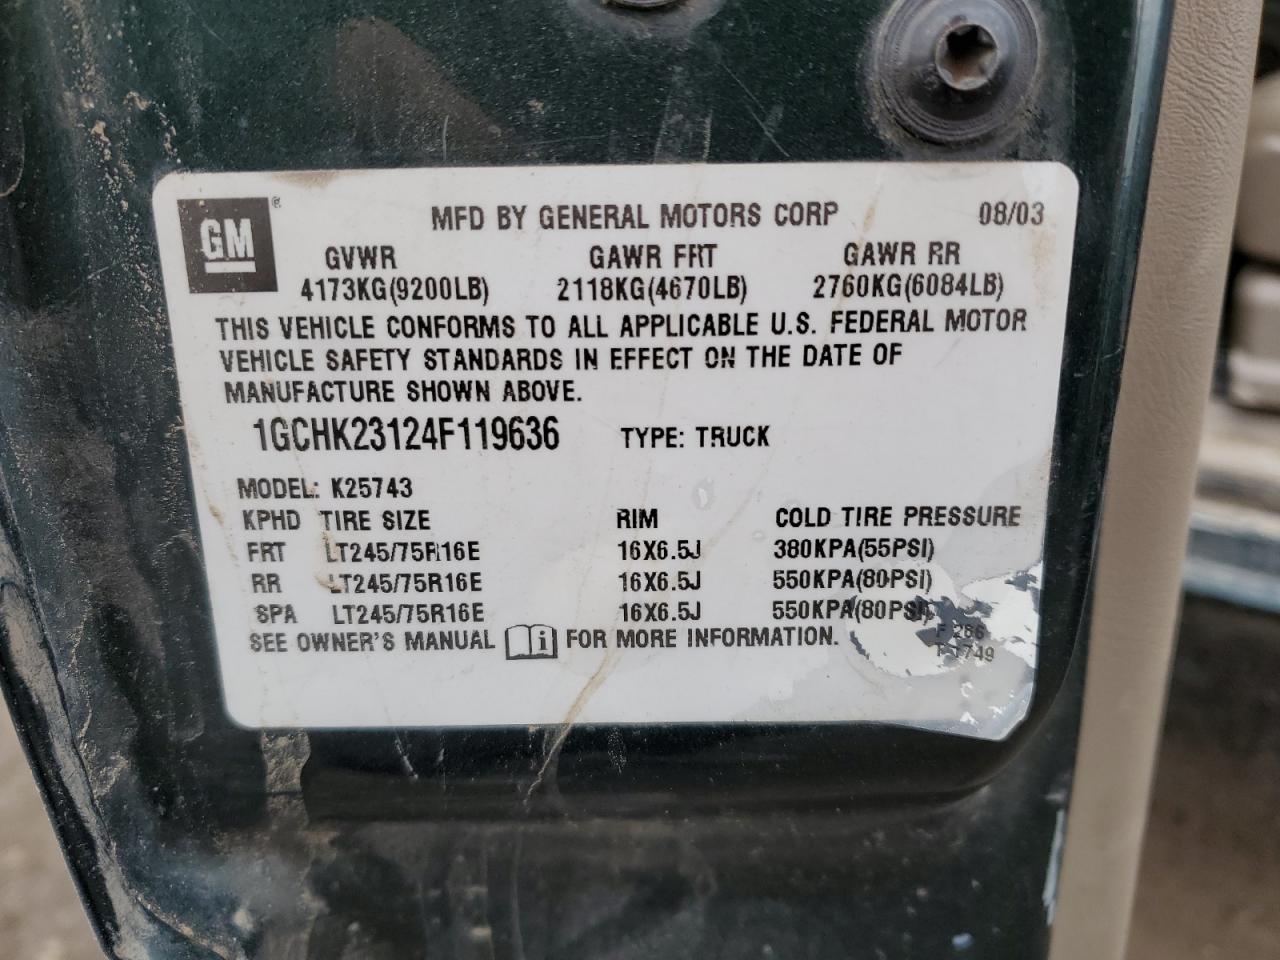 GM®
MFD BY GENERAL MOTORS CORP 08/03
GVWR GAWR FRT GAWR RR
4173KG(9200LB) 2118KG(4670LB) 2760KG(6084LB)
THIS VEHICLE CONFORMS TO ALL APPLICABLE U.S. FEDERAL MOTOR
VEHICLE SAFETY STANDARDS IN EFFECT ON THE DATE OF
MANUFACTURE SHOWN ABOVE.
1GCHK23124F119636 TYPE: TRUCK
MODEL: K25743
KPHD TIRE SIZE RIM COLD TIRE PRESSURE
FRT LT245/75R16E 16X6.5J 380KPA(55PSI)
RR LT245/75R16E 16X6.5J 550KPA(80PSI)
SPA LT245/75R16E 16X6.5J 550KPA(80PSI)
SEE OWNER'S MANUAL i FOR MORE INFORMATION.